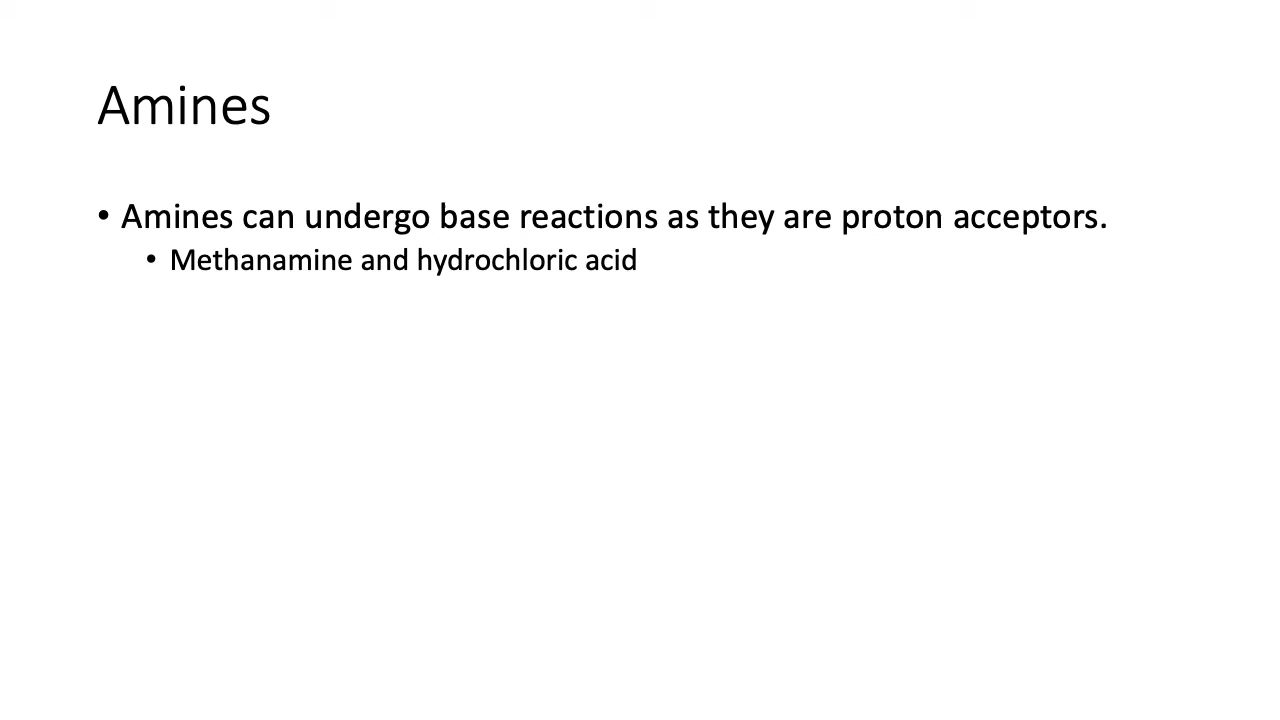 Amines
• Amines can undergo base reactions as they are proton acceptors.
• Methanamine and hydrochloric acid